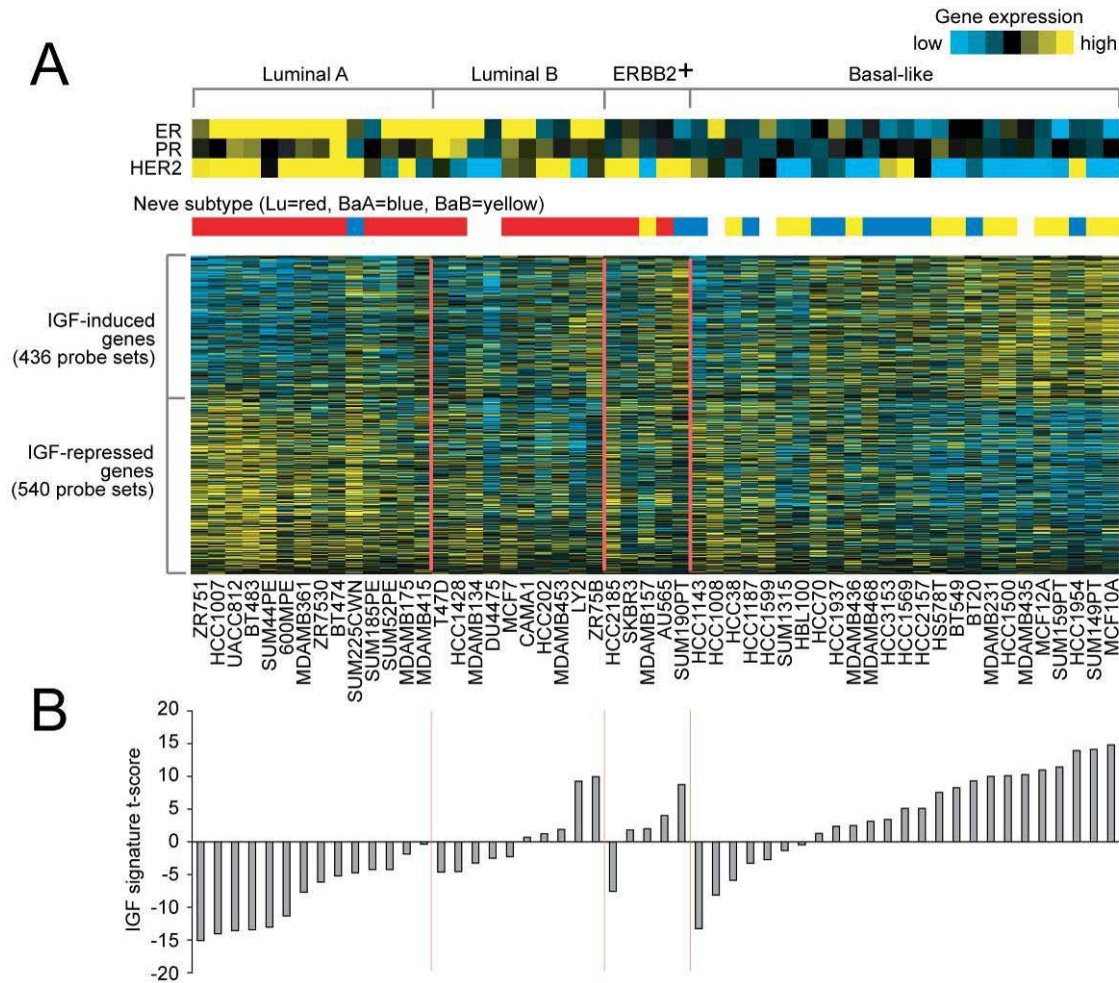 Gene expression
low high
A
Luminal A Luminal B ERBB2+ Basal-like
ER
PR
HER2
Neve subtype (Lu=red, BaA=blue, BaB=yellow)
IGF-induced
genes
(436 probe sets)
IGF-repressed
genes
(540 probe sets)
ZR751
HCC1007
UACC812
BT483
SUM44PE
600MPE
MDAMB361
ZR7530
BT474
SUM225CWN
SUM185PE
SUM52PE
MDAMB175
MDAMB415
T47D
HCC1428
MDAMB134
DU4475
MCF7
CAMA1
HCC202
MDAMB453
LY2
ZR75B
HCC2185
SKBR3
MDAMB157
AU565
SUM190PT
HCC1143
HCC1008
HCC38
HCC1187
HCC1599
SUM1315
HBL100
HCC70
HCC1937
MDAMB436
MDAMB468
HCC3153
HCC1569
HCC2157
HS578T
BT549
BT20
MDAMB231
HCC1500
MDAMB435
MCF12A
SUM159PT
HCC1954
SUM149PT
MCF10A
B
IGF signature t-score
20
15
10
5
0
-5
-10
-15
-20